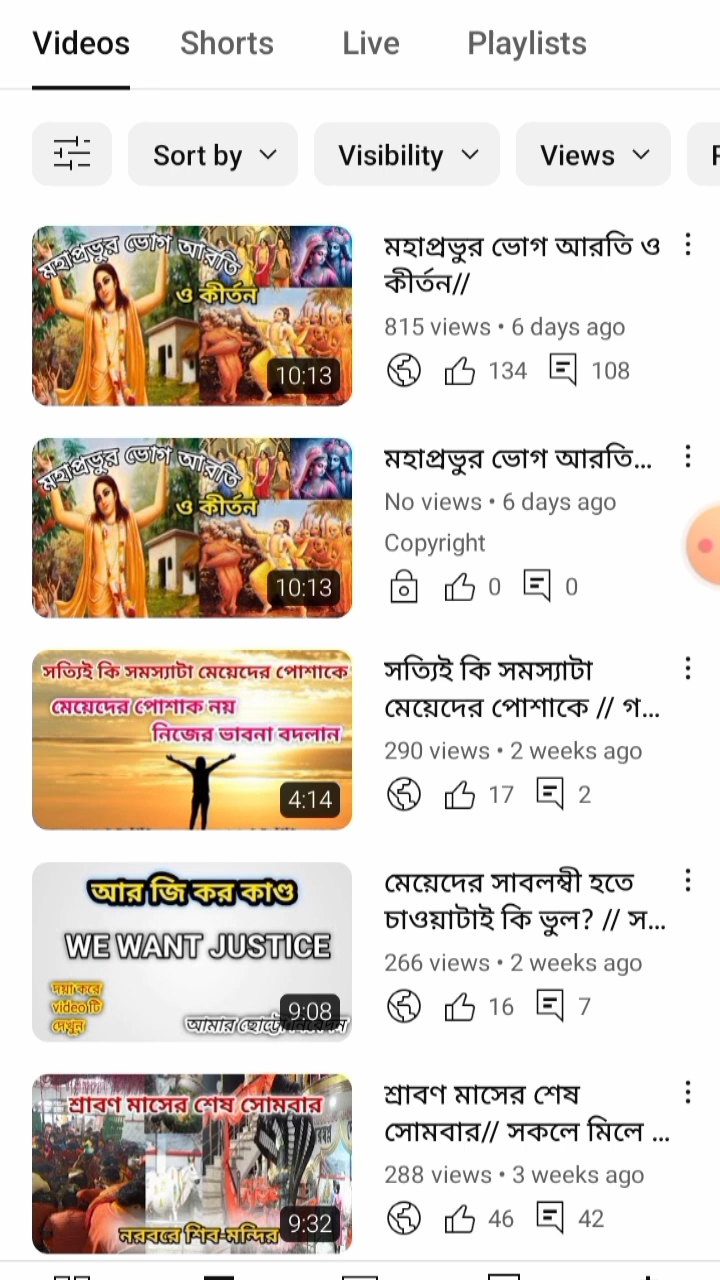 Videos Shorts Live Playlists
Sort by Visibility Views
মহাপ্রভুর ভোগ আরতি
ও কীর্তন
10:13
মহাপ্রভুর ভোগ আরতি ও
কীর্তন//
815 views • 6 days ago
134 108
মহাপ্রভুর ভোগ আরতি
ও কীর্তন
10:13
মহাপ্রভুর ভোগ আরতি...
No views • 6 days ago
Copyright
0 0
সত্যিই কি সমস্যাটা মেয়েদের পোশাকে
মেয়েদের পোশাক নয়
নিজের ভাবনা বদলান
4:14
সত্যিই কি সমস্যাটা
মেয়েদের পোশাকে // গ...
290 views • 2 weeks ago
17 2
আর জি কর কাণ্ড
WE WANT JUSTICE
দয়া করে
videoটি
দেখুন
আমার ছোট্টো নিবেদন
9:08
মেয়েদের সাবলম্বী হতে
চাওয়াটাই কি ভুল? // স...
266 views • 2 weeks ago
16 7
শ্রাবণ মাসের শেষ সোমবার
নরবরে শিব-মন্দির
9:32
শ্রাবণ মাসের শেষ
সোমবার// সকলে মিলে ...
288 views • 3 weeks ago
46 42